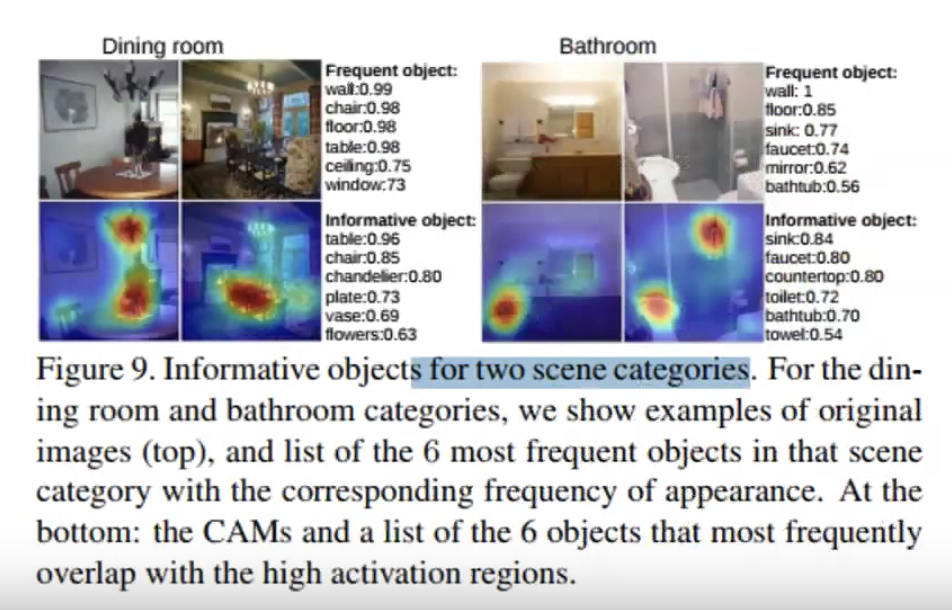 Dining room
Frequent object:
wall:0.99
chair:0.98
floor:0.98
table:0.98
ceiling:0.75
window:73
Informative object:
table:0.96
chair:0.85
chandelier:0.80
plate:0.73
vase:0.69
flowers:0.63
Bathroom
Frequent object:
wall: 1
floor:0.85
sink: 0.77
faucet:0.74
mirror:0.62
bathtub:0.56
Informative object:
sink:0.84
faucet:0.80
countertop:0.80
toilet:0.72
bathtub:0.70
towel:0.54
Figure 9. Informative objects for two scene categories. For the din-
ing room and bathroom categories, we show examples of original
images (top), and list of the 6 most frequent objects in that scene
category with the corresponding frequency of appearance. At the
bottom: the CAMs and a list of the 6 objects that most frequently
overlap with the high activation regions.